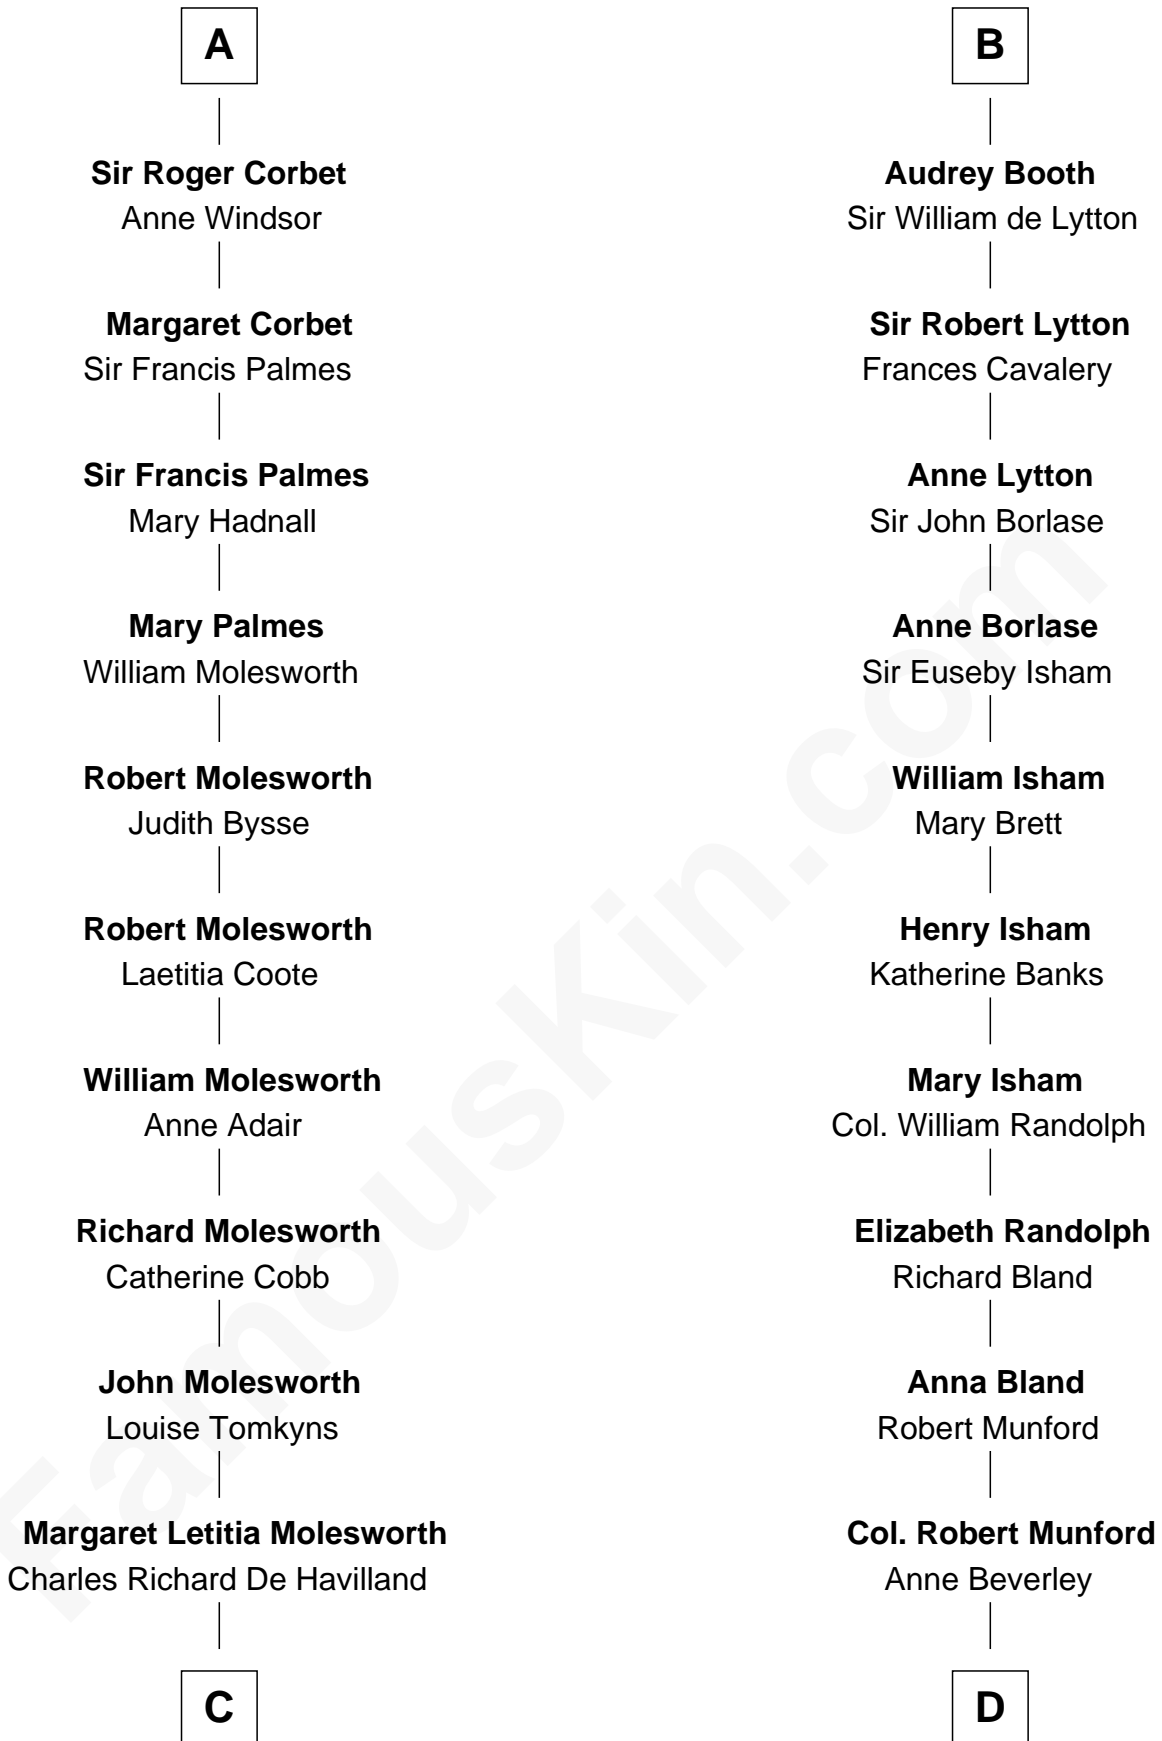 A
Sir Roger Corbet
Anne Windsor
Margaret Corbet
Sir Francis Palmes
Sir Francis Palmes
Mary Hadnall
Mary Palmes
William Molesworth
Robert Molesworth
Judith Bysse
Robert Molesworth
Laetitia Coote
William Molesworth
Anne Adair
Richard Molesworth
Catherine Cobb
John Molesworth
Louise Tomkyns
Margaret Letitia Molesworth
Charles Richard De Havilland
C
B
Audrey Booth
Sir William de Lytton
Sir Robert Lytton
Frances Cavalery
Anne Lytton
Sir John Borlase
Anne Borlase
Sir Euseby Isham
William Isham
Mary Brett
Henry Isham
Katherine Banks
Mary Isham
Col. William Randolph
Elizabeth Randolph
Richard Bland
Anna Bland
Robert Munford
Col. Robert Munford
Anne Beverley
D
FamousKin.com